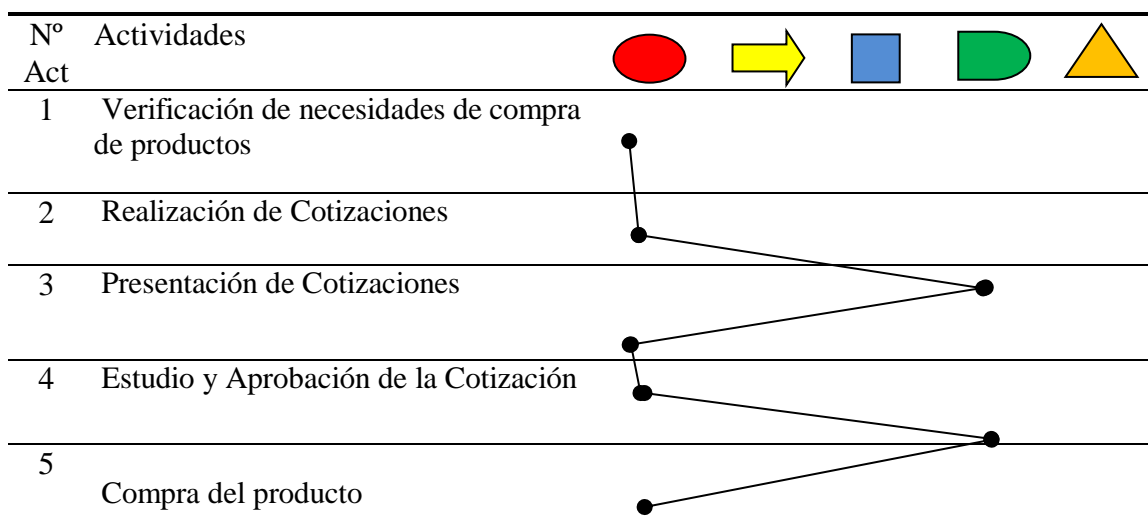 Nº Actividades
Act
1 Verificación de necesidades de compra
de productos
2 Realización de Cotizaciones
3 Presentación de Cotizaciones
4 Estudio y Aprobación de la Cotización
5
Compra del producto